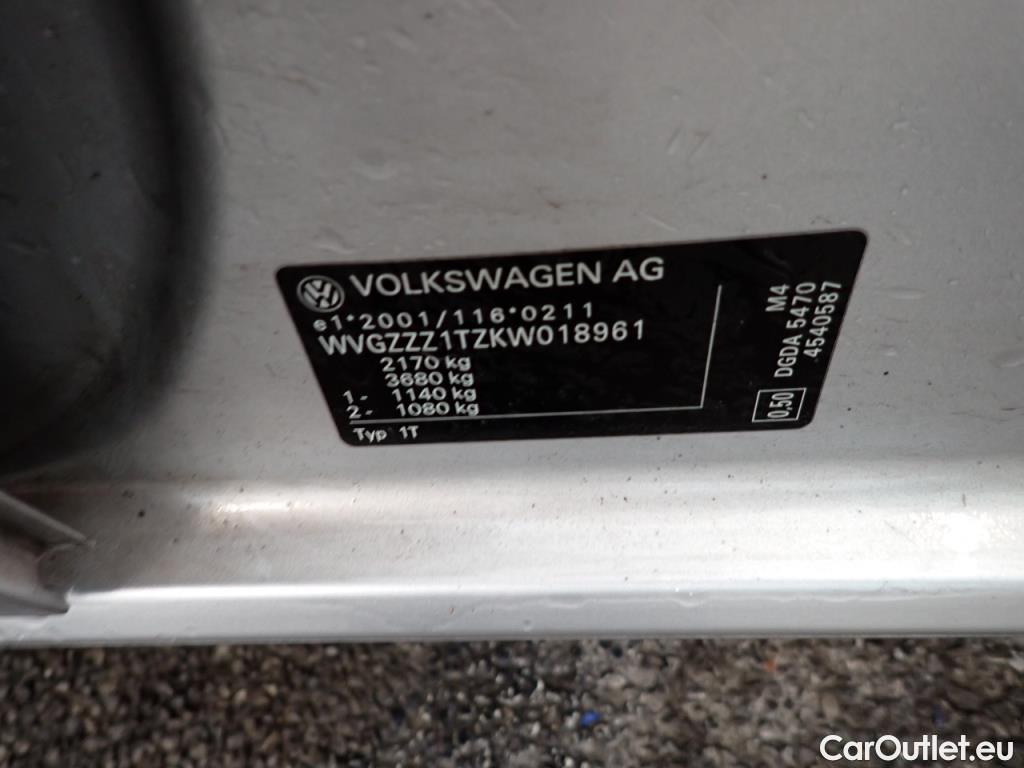 VOLKSWAGEN AG
e1*2001/116*0211
WVGZZZ1TZKW018961
2170 kg
3680 kg
1 - 1140 kg
2 - 1080 kg
Typ 1T
M4
DGDA 5470
4540587
0,50
CarOutlet.eu